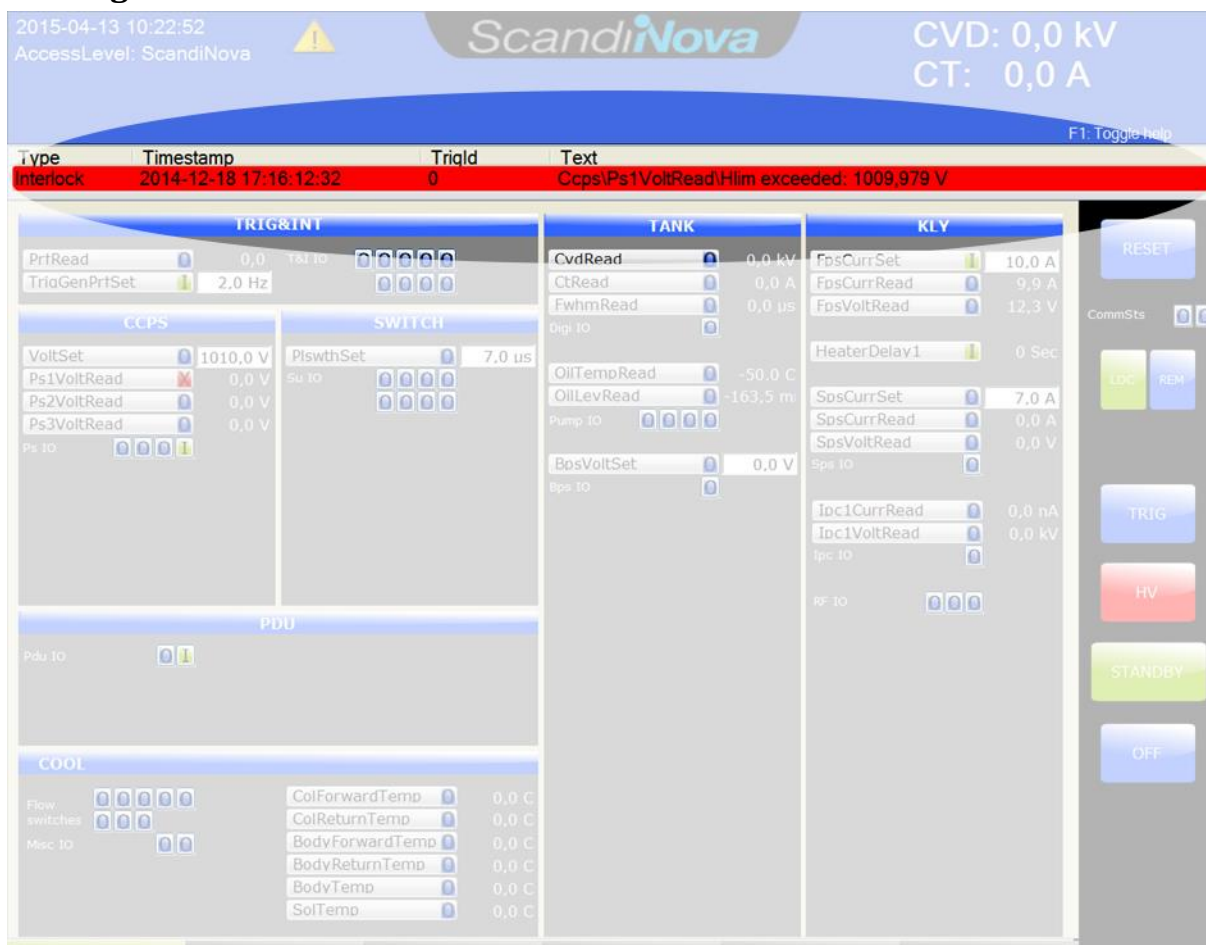 2015-04-13 10:22:52
AccessLevel: ScandiNova
ScandiNova
CVD: 0,0 kV
CT: 0,0 A
F1: Toggle help
Type Timestamp TrigId Text
Interlock 2014-12-18 17:16:12:32 0 Ccps\Ps1VoltRead\Hlim exceeded: 1009,979 V
TRIG&INT
PrfRead 0,0 T&I IO
TrigGenPrfSet 2,0 Hz
CCPS
VoltSet 1010,0 V
Ps1VoltRead 0,0 V
Ps2VoltRead 0,0 V
Ps3VoltRead 0,0 V
Ps IO
SWITCH
PlswthSet 7,0 µs
Su IO
PDU
Pdu IO
COOL
Flow
switches
Misc IO
ColForwardTemp 0,0 C
ColReturnTemp 0,0 C
BodyForwardTemp 0,0 C
BodyReturnTemp 0,0 C
BodyTemp 0,0 C
SolTemp 0,0 C
TANK
CvdRead 0,0 kV
CtRead 0,0 A
FwhmRead 0,0 µs
Digi IO
OilTempRead -50.0 C
OilLevRead -163,5 m
Pump IO
BpsVoltSet 0,0 V
Bps IO
KLY
FpsCurrSet 10,0 A
FpsCurrRead 9,9 A
FpsVoltRead 12,3 V
HeaterDelay1 0 Sec
SpsCurrSet 7,0 A
SpsCurrRead 0,0 A
SpsVoltRead 0,0 V
Sps IO
Ipc1CurrRead 0,0 nA
Ipc1VoltRead 0,0 kV
Ipc IO
RF IO
RESET
CommSts
LOC REM
TRIG
HV
STANDBY
OFF